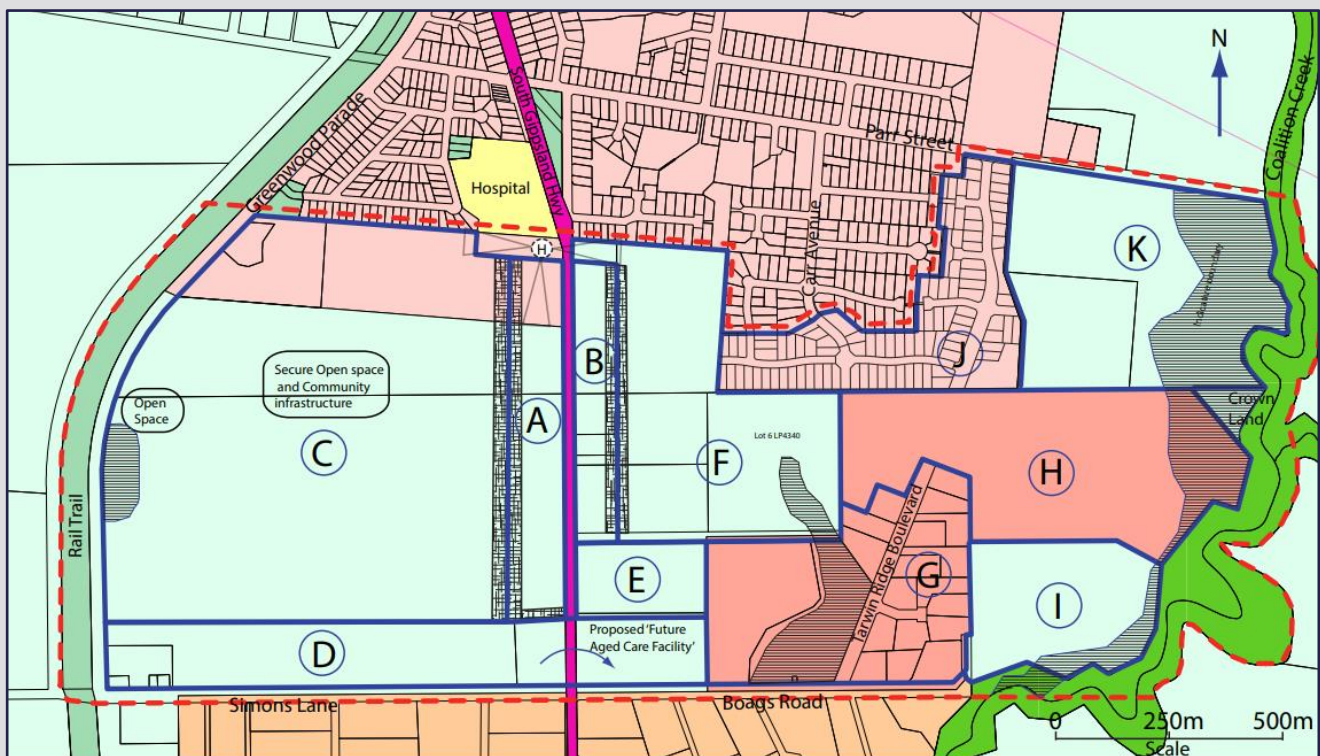 N
South Gippsland Hwy
Greenwood Parade
Parr Street
Coalition Creek
Hospital
H
Carr Avenue
K
Indicative boundary
J
B
Secure Open space
and Community
infrastructure
Open
Space
A
Crown
Land
Lot 6 LP4340
C
F
H
Rail Trail
Tarwin Ridge Boulevard
E
G
I
Proposed 'Future
Aged Care Facility'
D
Simons Lane
Boags Road
0 250m 500m
Scale